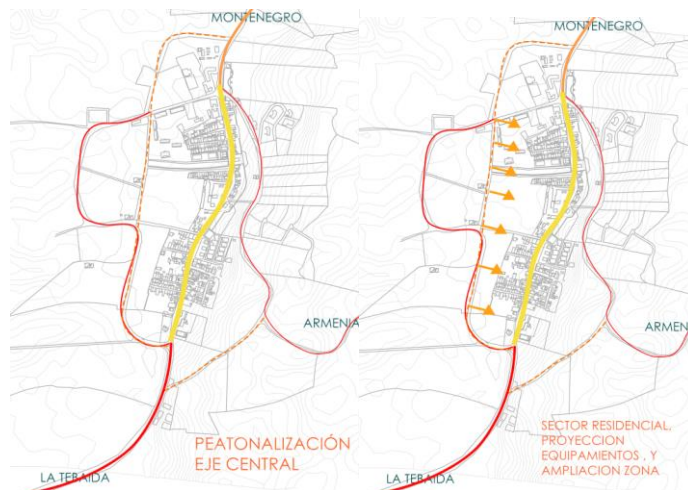 MONTENEGRO
ARMENIA
PEATONALIZACIÓN
EJE CENTRAL
LA TEBAIDA
MONTENEGRO
ARMEN
SECTOR RESIDENCIAL,
PROYECCION
EQUIPAMIENTOS , Y
AMPLIACION ZONA
LA TEBAIDA